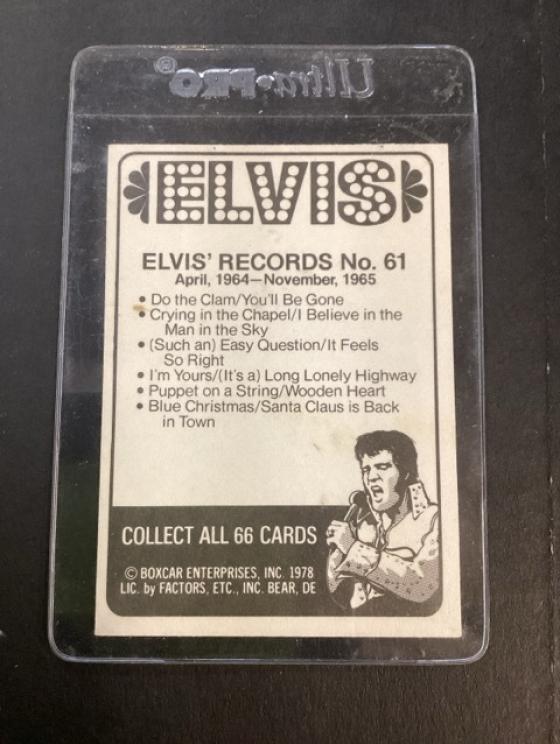 Ultra·PRO®
ELVIS
ELVIS' RECORDS No. 61
April, 1964—November, 1965
• Do the Clam/You'll Be Gone
• Crying in the Chapel/I Believe in the
Man in the Sky
• (Such an) Easy Question/It Feels
So Right
• I'm Yours/(It's a) Long Lonely Highway
• Puppet on a String/Wooden Heart
• Blue Christmas/Santa Claus is Back
in Town
COLLECT ALL 66 CARDS
© BOXCAR ENTERPRISES, INC. 1978
LIC. by FACTORS, ETC., INC. BEAR, DE